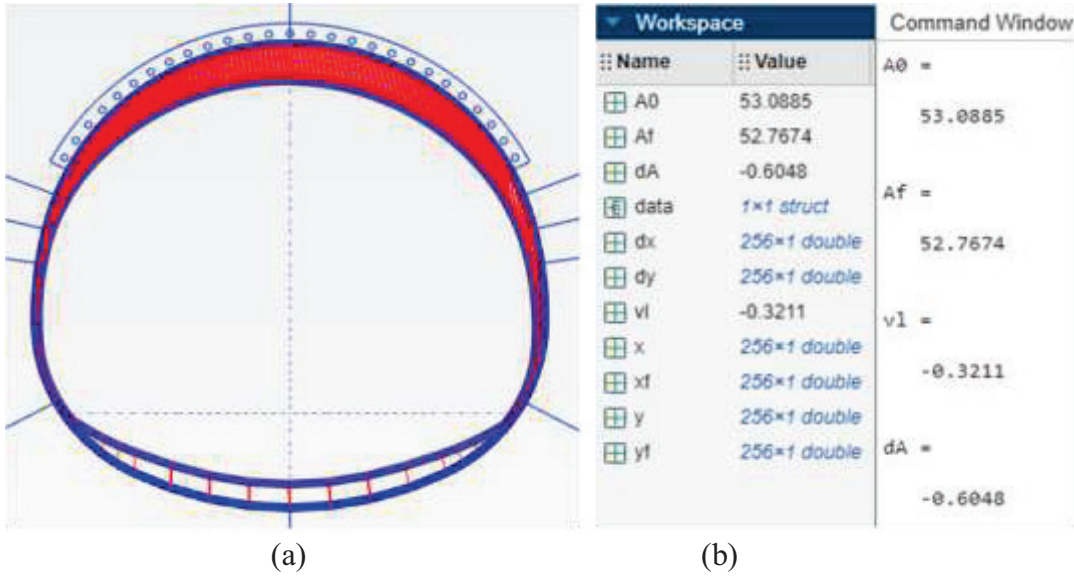 Workspace
Name Value
A0 53.0885
Af 52.7674
dA -0.6048
data 1×1 struct
dx 256×1 double
dy 256×1 double
vl -0.3211
x 256×1 double
xf 256×1 double
y 256×1 double
yf 256×1 double
Command Window
A0 =
53.0885
Af =
52.7674
vl =
-0.3211
dA =
-0.6048
(a) (b)